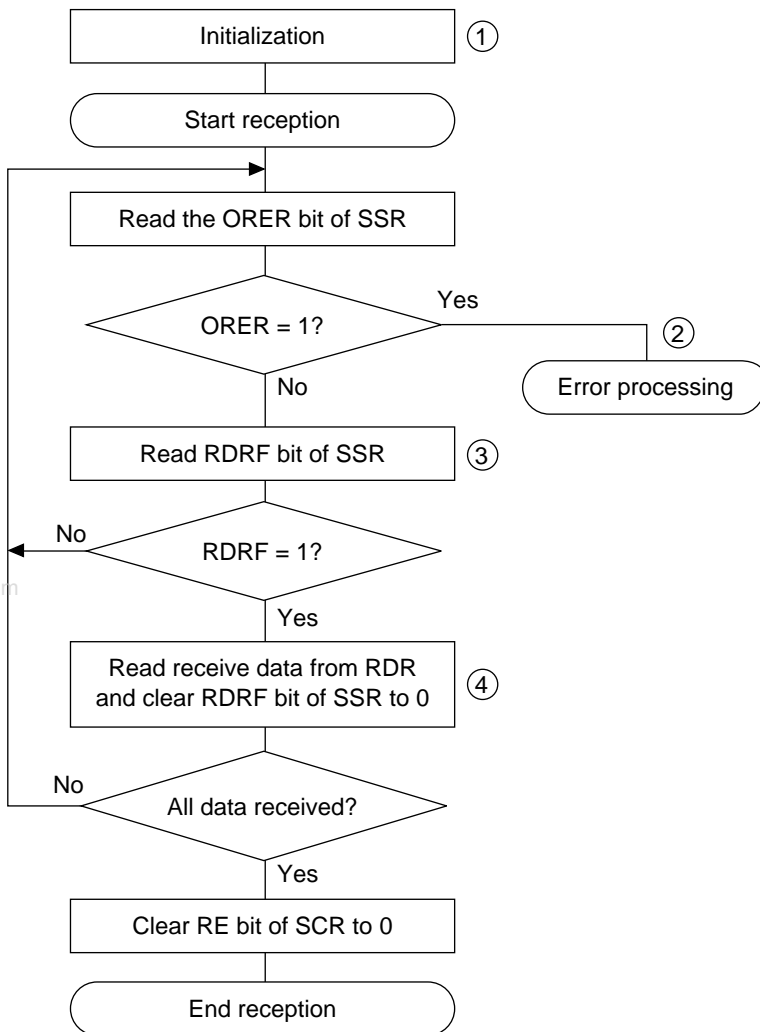 Initialization
1
Start reception
Read the ORER bit of SSR
Yes
ORER = 1?
2
Error processing
No
Read RDRF bit of SSR
3
No
RDRF = 1?
Yes
Read receive data from RDR
and clear RDRF bit of SSR to 0
4
No
All data received?
Yes
Clear RE bit of SCR to 0
End reception